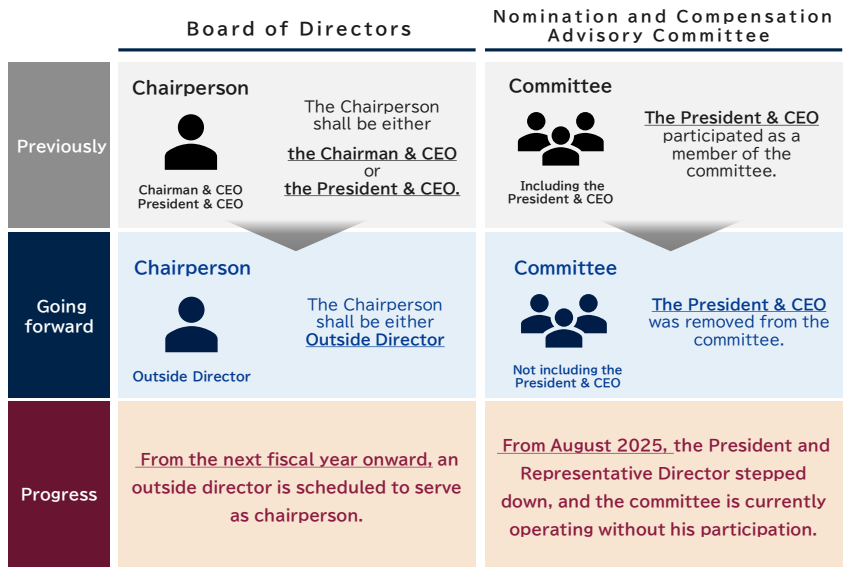 Board of Directors
Nomination and Compensation
Advisory Committee
Previously
Chairperson
Chairman & CEO
President & CEO
The Chairperson
shall be either
the Chairman & CEO
or
the President & CEO.
Committee
Including the
President & CEO
The President & CEO
participated as a
member of the
committee.
Going
forward
Chairperson
Outside Director
The Chairperson
shall be either
Outside Director
Committee
Not including the
President & CEO
The President & CEO
was removed from the
committee.
Progress
From the next fiscal year onward, an
outside director is scheduled to serve
as chairperson.
From August 2025, the President and
Representative Director stepped
down, and the committee is currently
operating without his participation.